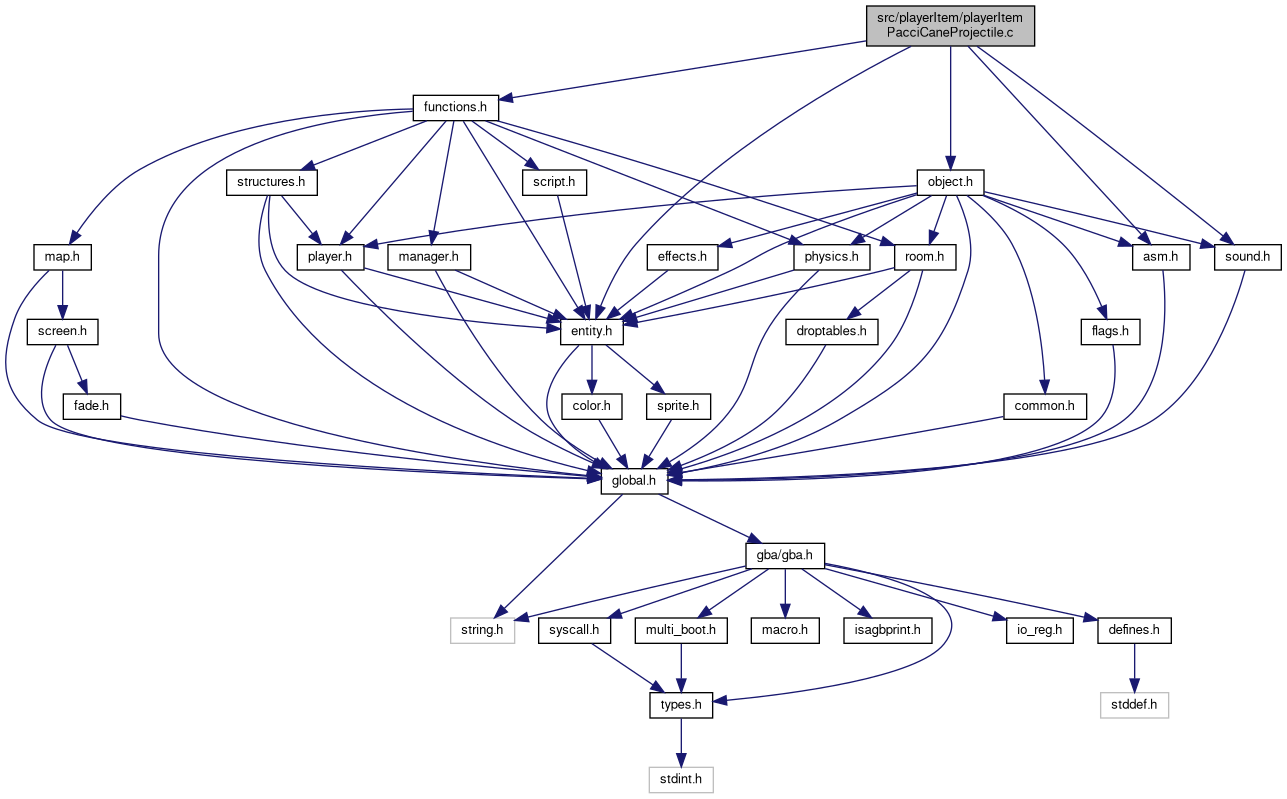 src/playerItem/playerItem
PacciCaneProjectile.c
functions.h
structures.h
script.h
object.h
map.h
player.h
manager.h
effects.h
physics.h
room.h
asm.h
sound.h
screen.h
entity.h
droptables.h
flags.h
fade.h
color.h
sprite.h
common.h
global.h
gba/gba.h
string.h
syscall.h
multi_boot.h
macro.h
isagbprint.h
io_reg.h
defines.h
types.h
stddef.h
stdint.h